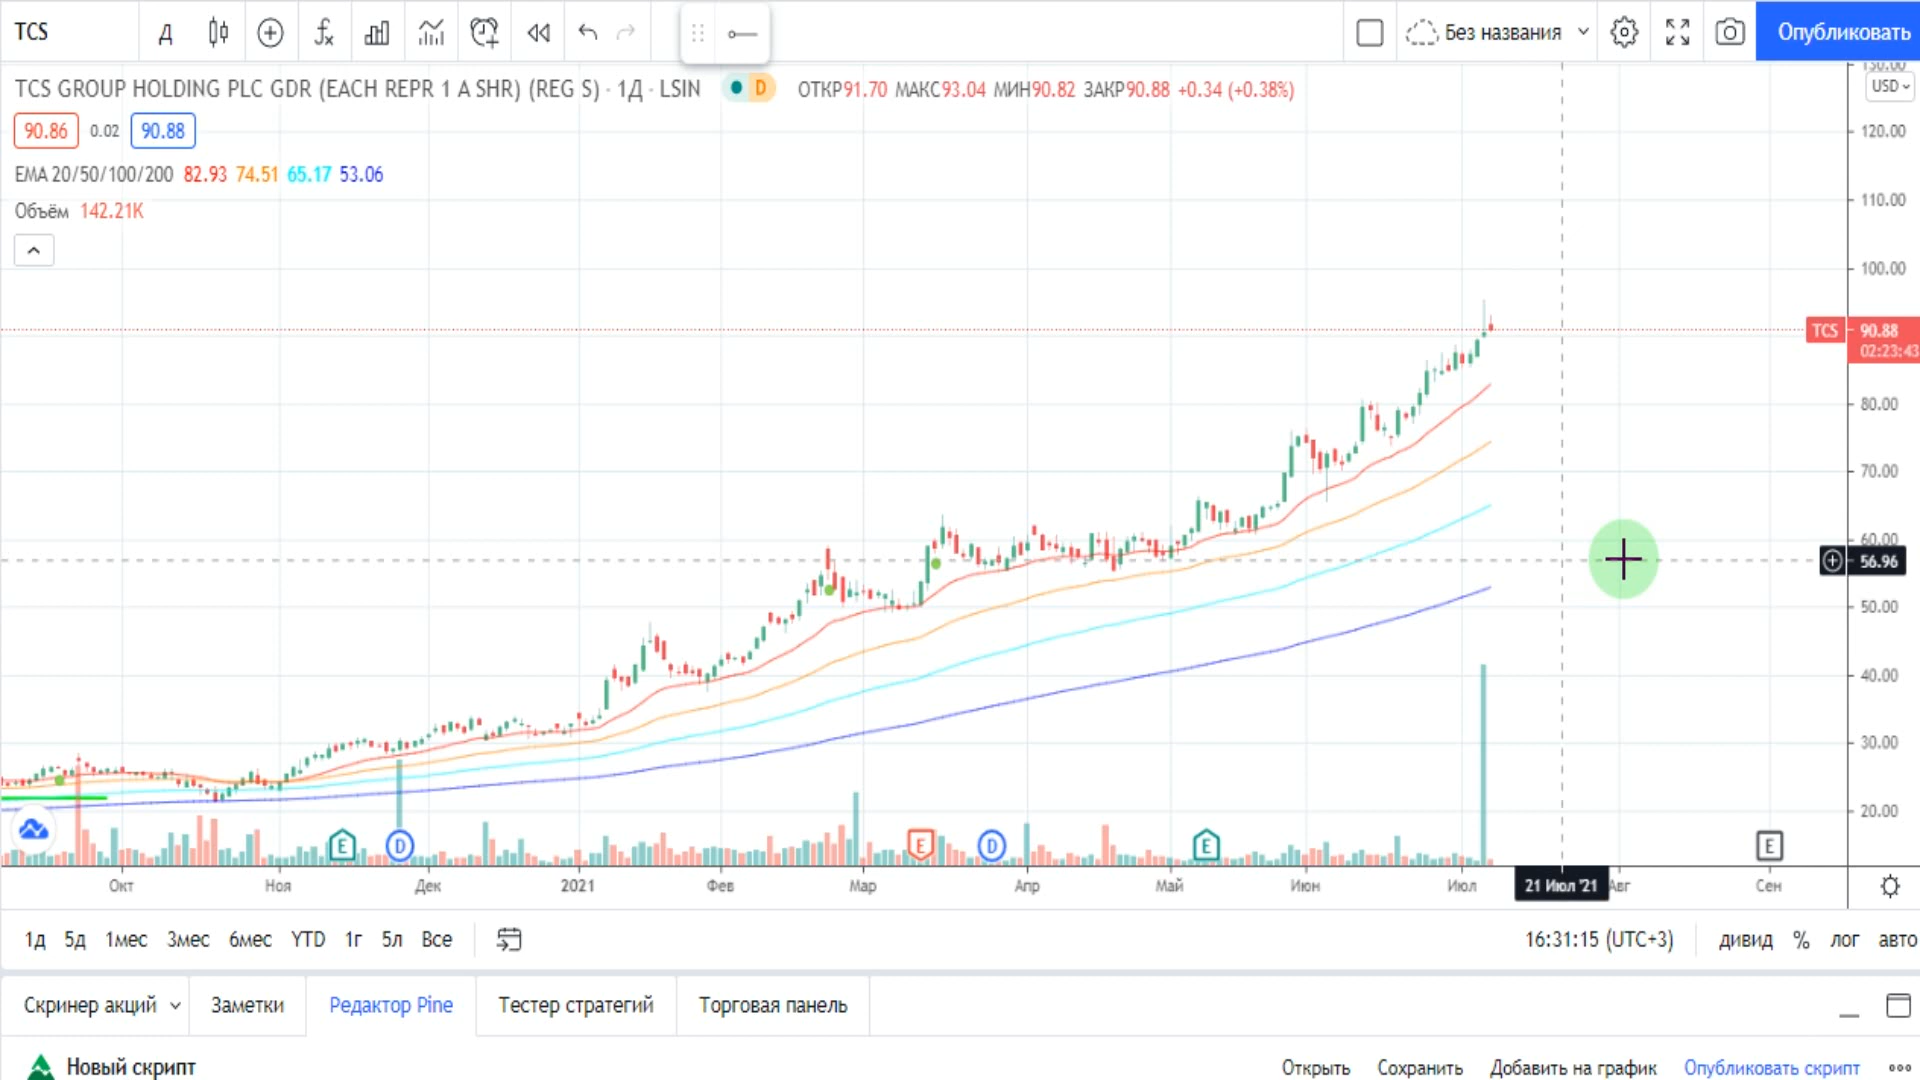 TCS
Д
Без названия
Опубликовать
TCS GROUP HOLDING PLC GDR (EACH REPR 1 A SHR) (REG S) · 1Д · LSIN
D
ОТКР91.70 МАКС93.04 МИН90.82 ЗАКР90.88 +0.34 (+0.38%)
130.00
USD
90.86 0.02 90.88
120.00
EMA 20/50/100/200 82.93 74.51 65.17 53.06
110.00
Объём 142.21K
100.00
TCS 90.88
02:23:43
80.00
70.00
60.00
56.96
50.00
40.00
30.00
20.00
E D E D E E
Окт Ноя Дек 2021 Фев Мар Апр Май Июн Июл 21 Июл '21 Авг Сен
1д 5д 1мес 3мес 6мес YTD 1г 5л Все
16:31:15 (UTC+3) дивид % лог авто
Скринер акций Заметки Редактор Pine Тестер стратегий Торговая панель
Новый скрипт
Открыть Сохранить Добавить на график Опубликовать скрипт